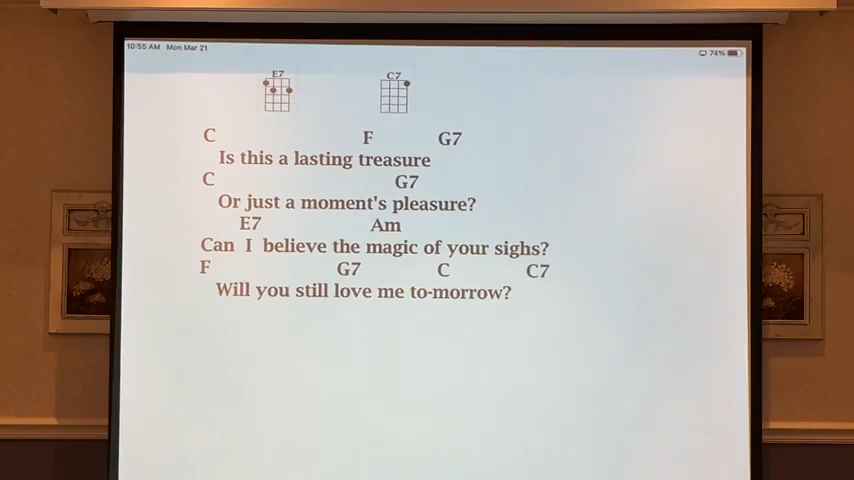 10:55 AM Mon Mar 21
74%
E7 C7
C F G7
Is this a lasting treasure
C G7
Or just a moment's pleasure?
E7 Am
Can I believe the magic of your sighs?
F G7 C C7
Will you still love me to-morrow?